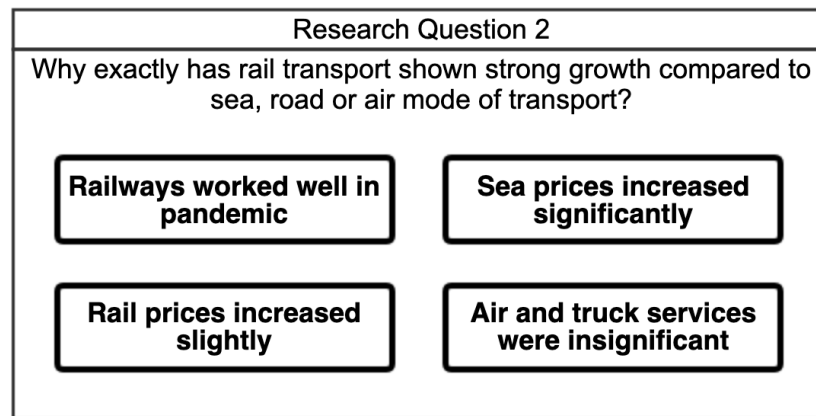 Research Question 2
Why exactly has rail transport shown strong growth compared to
sea, road or air mode of transport?
Railways worked well in
pandemic
Sea prices increased
significantly
Rail prices increased
slightly
Air and truck services
were insignificant